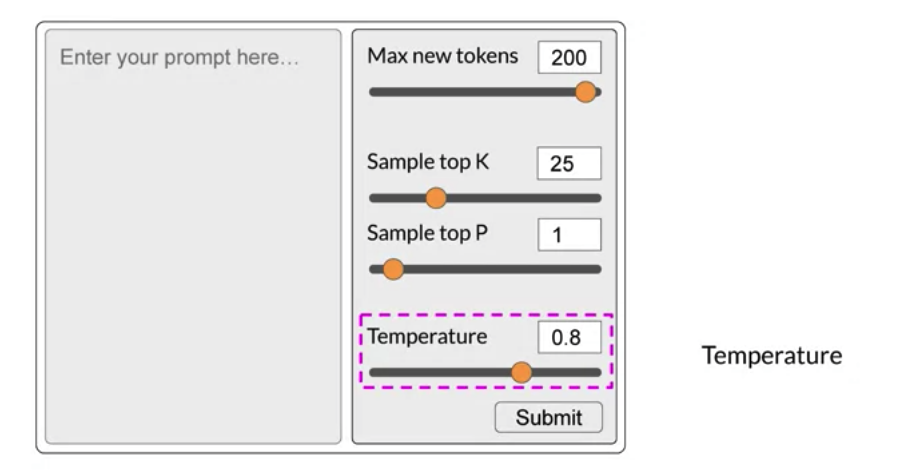 Enter your prompt here...
Max new tokens 200
Sample top K 25
Sample top P 1
Temperature 0.8
Submit
Temperature